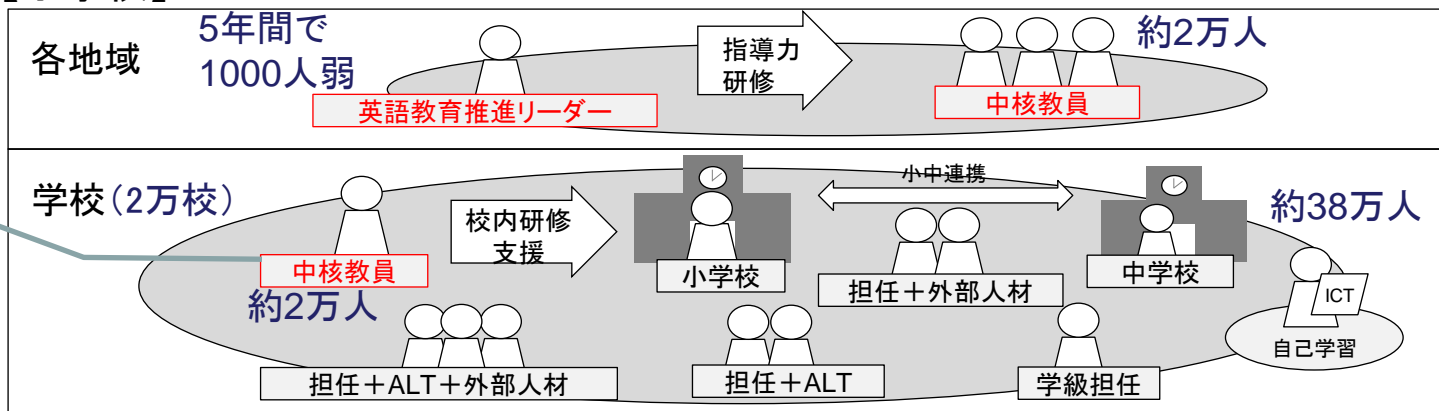 各地域
5年間で
1000人弱
英語教育推進リーダー
指導力
研修
約2万人
中核教員
学校(2万校)
中核教員
約2万人
校内研修
支援
小学校
小中連携
担任＋外部人材
中学校
約38万人
ICT
自己学習
担任＋ALT＋外部人材
担任＋ALT
学級担任